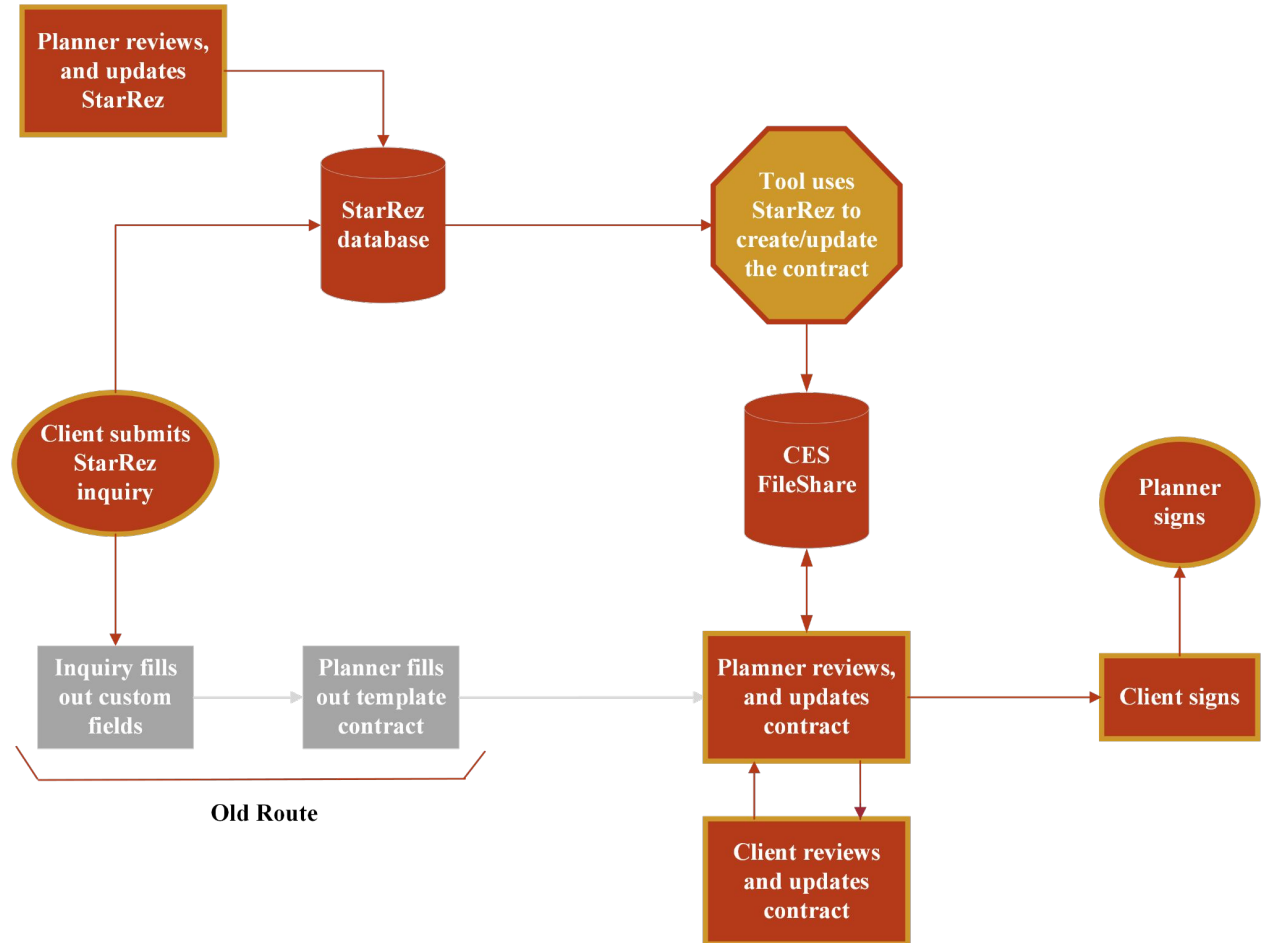 Planner reviews,
and updates
StarRez
StarRez
database
Tool uses
StarRez to
create/update
the contract
Client submits
StarRez
inquiry
CES
FileShare
Planner
signs
Inquiry fills
out custom
fields
Planner fills
out template
contract
Plamner reviews,
and updates
contract
Client signs
Old Route
Client reviews
and updates
contract